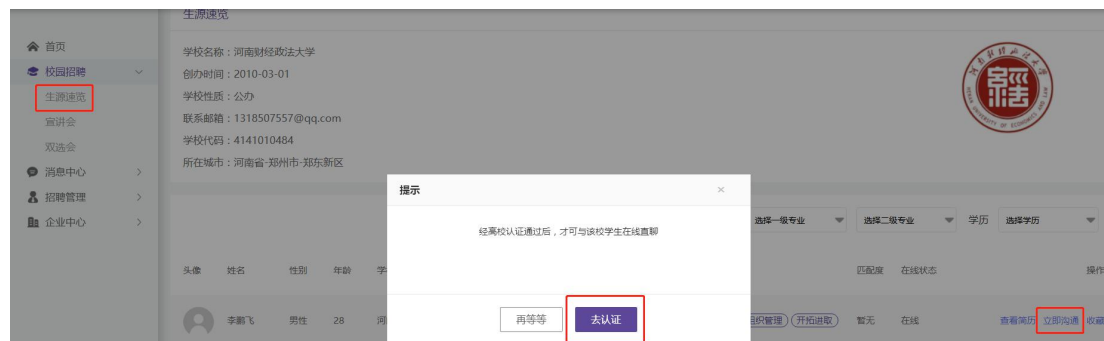 生源速览
首页
校园招聘
生源速览
宣讲会
双选会
消息中心
招聘管理
企业中心
学校名称：河南财经政法大学
创办时间：2010-03-01
学校性质：公办
联系邮箱：1318507557@qq.com
学校代码：4141010484
所在城市：河南省-郑州市-郑东新区
提示
×
经高校认证通过后，才可与该校学生在线直聊
再等等
去认证
选择一级专业 选择二级专业 学历 选择学历
头像 姓名 性别 年龄 学 匹配度 在线状态 操作
李鹏飞 男性 28 河 组织管理 开拓进取 暂无 在线 查看简历 立即沟通 收藏